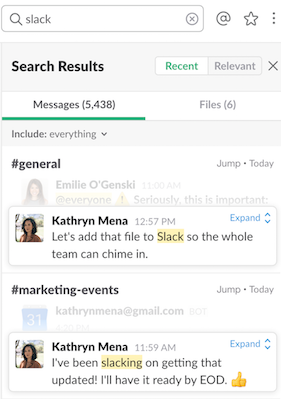 slack
Search Results
Recent Relevant
Messages (5,438) Files (6)
Include: everything
#general
Jump • Today
Emilie O'Genski 11:00 AM
@everyone ⚠️ Seriously, this is important:
Kathryn Mena 12:57 PM
Expand
Let's add that file to Slack so the whole
team can chime in.
#marketing-events
Jump • Today
31
kathrynmena@gmail.com BOT
Kathryn Mena 11:59 AM
Expand
I've been slacking on getting that
updated! I'll have it ready by EOD. 👍